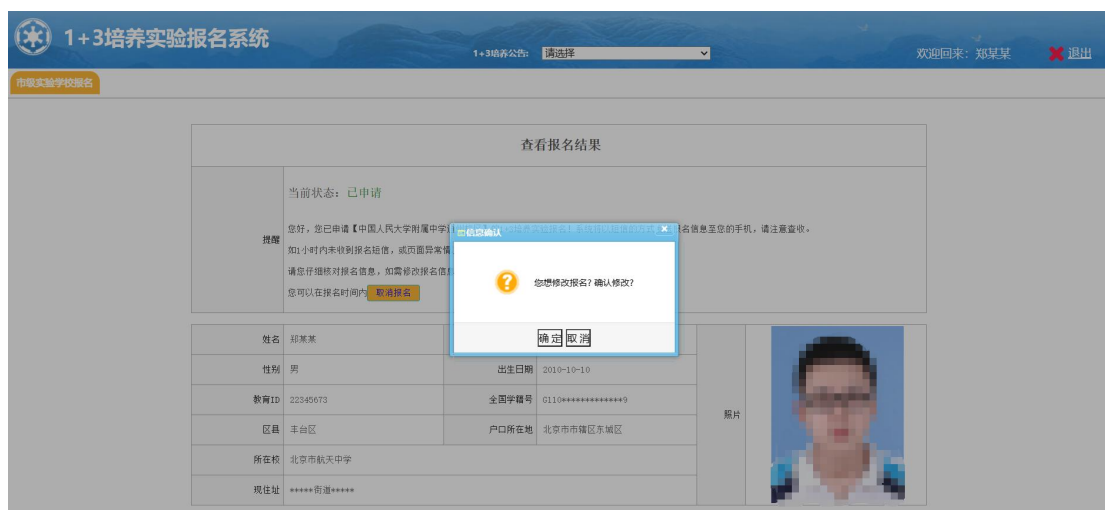 1+3培养实验报名系统
1+3培养公告: 请选择
欢迎回来: 郑某某 退出
市级实验学校报名
查看报名结果
提醒
当前状态: 已申请
您好, 您已申请【中国人民大学附属中学 名信息至您的手机, 请注意查收。
如1小时内未收到报名短信, 或页面异常情
请您仔细核对报名信息, 如需修改报名信息
您可以在报名时间内 取消报名
信息确认 ×
您想修改报名? 确认修改?
确定 取消
姓名 郑某某
性别 男 出生日期 2010-10-10
教育ID 22345673 全国学籍号 G110*************9
照片
区县 丰台区 户口所在地 北京市市辖区东城区
所在校 北京市航天中学
现住址 *****街道*****